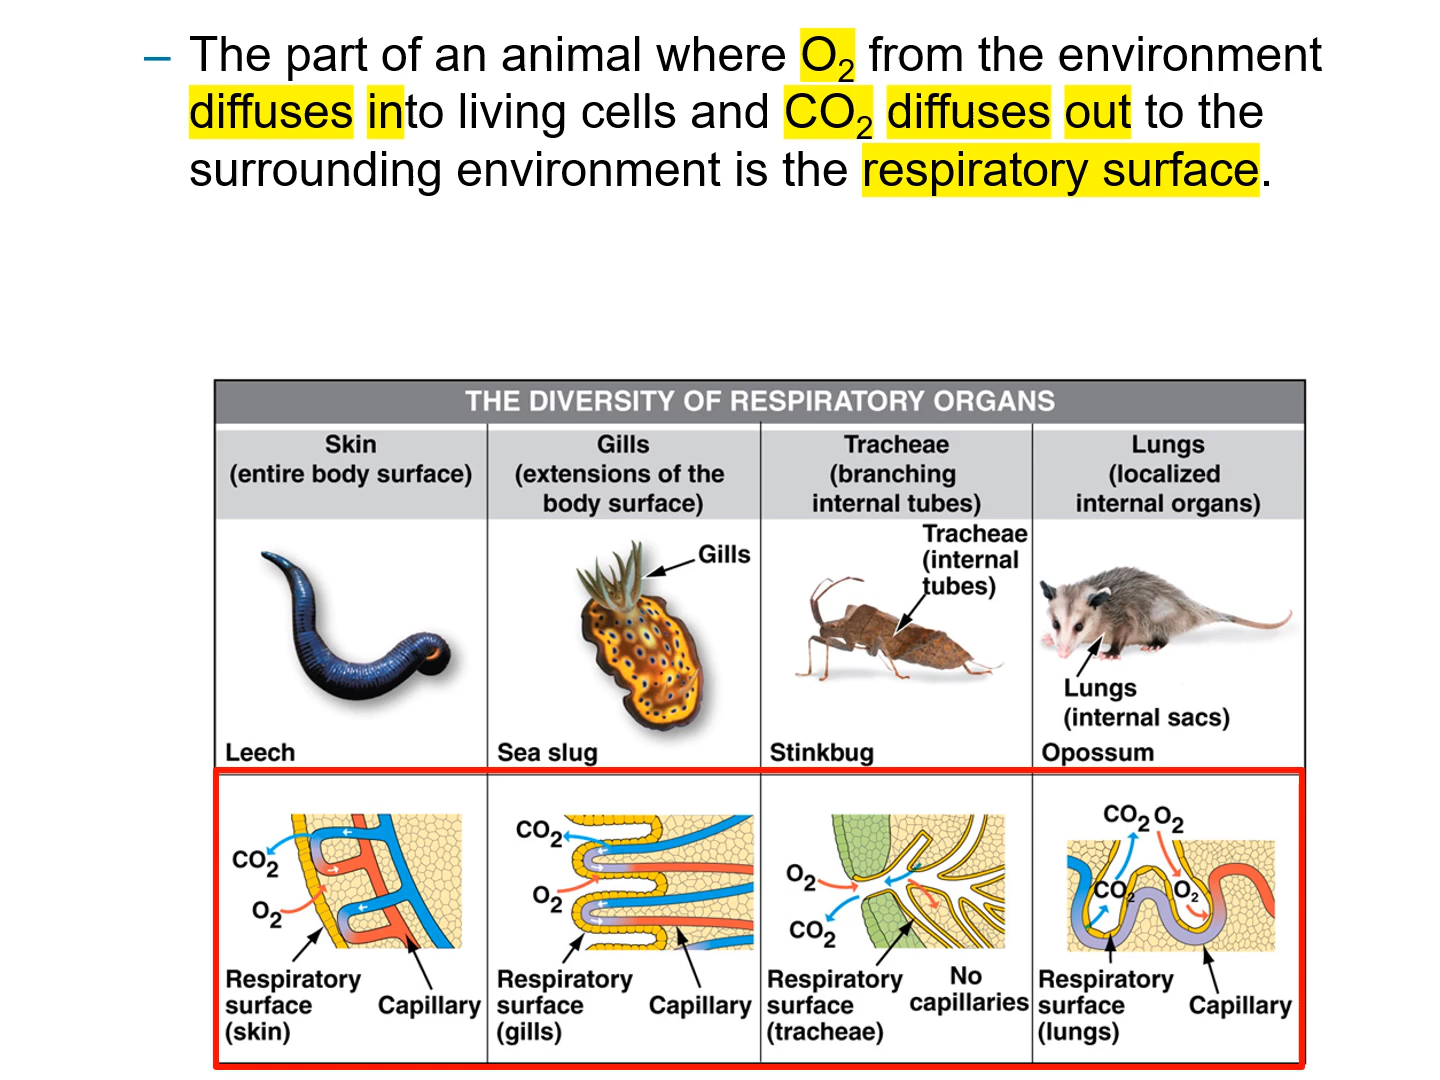 – The part of an animal where O₂ from the environment
diffuses into living cells and CO₂ diffuses out to the
surrounding environment is the respiratory surface.
THE DIVERSITY OF RESPIRATORY ORGANS
Skin
(entire body surface)
Gills
(extensions of the
body surface)
Tracheae
(branching
internal tubes)
Lungs
(localized
internal organs)
Leech
Gills
Sea slug
Tracheae
(internal
tubes)
Stinkbug
Lungs
(internal sacs)
Opossum
CO₂
O₂
Respiratory
surface
(skin)
Capillary
CO₂
O₂
Respiratory
surface
(gills)
Capillary
O₂
CO₂
Respiratory
surface
(tracheae)
No
capillaries
CO₂ O₂
CO₂ O₂
Respiratory
surface
(lungs)
Capillary